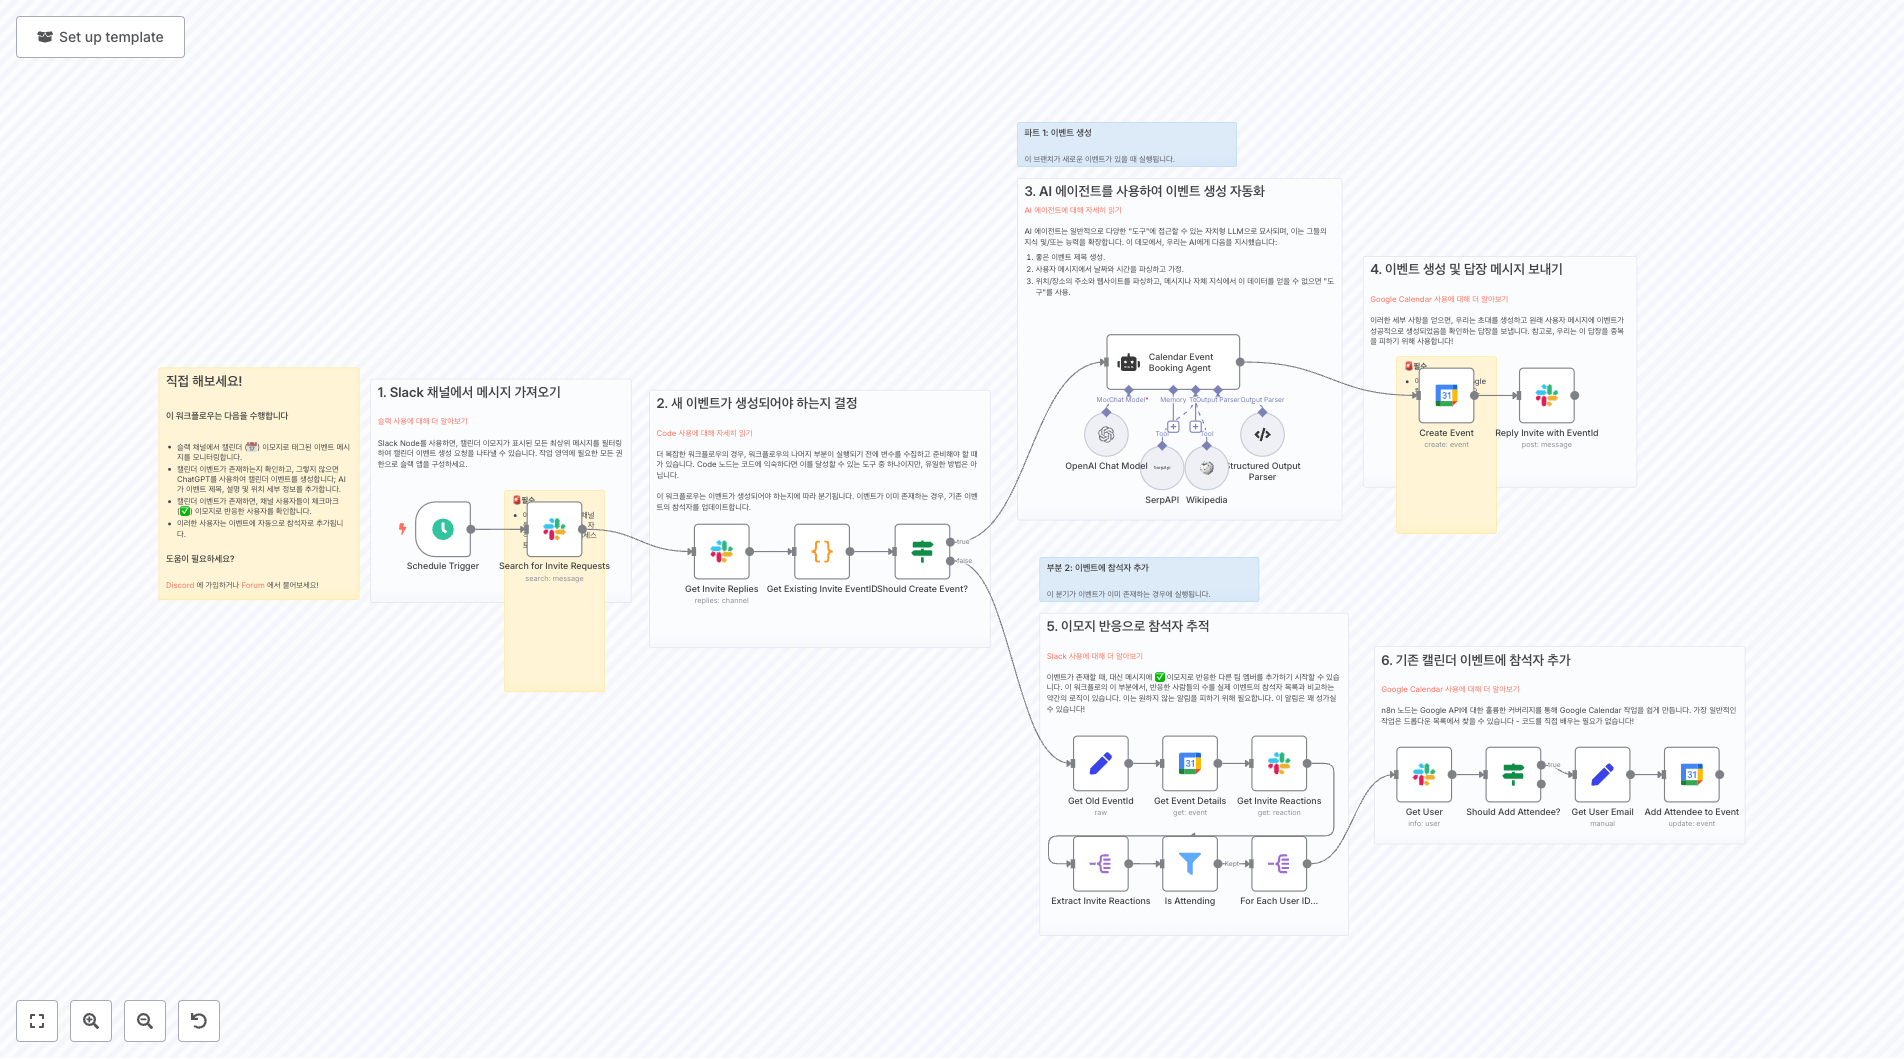 Set up template
직접 해보세요!
이 워크플로우는 다음을 수행합니다
슬랙 채널에서 캘린더 (📅) 이모지로 태그된 이벤트 메시
지를 모니터링합니다.
캘린더 이벤트가 존재하는지 확인하고, 그렇지 않으면
ChatGPT를 사용하여 캘린더 이벤트를 생성합니다; AI
가 이벤트 제목, 설명 및 위치 세부 정보를 추가합니다.
캘린더 이벤트가 존재하면, 채널 사용자들이 체크마크
(✅) 이모지로 반응한 사용자를 확인합니다.
이러한 사용자는 이벤트에 자동으로 참석자로 추가됩니
다.
도움이 필요하세요?
Discord 에 가입하거나 Forum 에서 물어보세요!
1. Slack 채널에서 메시지 가져오기
슬랙 사용에 대해 더 알아보기
Slack Node를 사용하면, 캘린더 이모지가 표시된 모든 최상위 메시지를 필터링
하여 캘린더 이벤트 생성 요청을 나타낼 수 있습니다. 작업 영역에 필요한 모든 권
한으로 슬랙 앱을 구성하세요.
🚨필수
Schedule Trigger
Search for Invite Requests
search: message
2. 새 이벤트가 생성되어야 하는지 결정
Code 사용에 대해 자세히 읽기
더 복잡한 워크플로우의 경우, 워크플로우의 나머지 부분이 실행되기 전에 변수를 수집하고 준비해야 할 때
가 있습니다. Code 노드는 코드에 익숙하다면 이를 달성할 수 있는 도구 중 하나이지만, 유일한 방법은 아
닙니다.
이 워크플로우는 이벤트가 생성되어야 하는지에 따라 분기됩니다. 이벤트가 이미 존재하는 경우, 기존 이벤
트의 참석자를 업데이트합니다.
true
false
Get Invite Replies
replies: channel
Get Existing Invite EventID
Should Create Event?
파트 1: 이벤트 생성
이 브랜치가 새로운 이벤트가 있을 때 실행됩니다.
3. AI 에이전트를 사용하여 이벤트 생성 자동화
AI 에이전트에 대해 자세히 읽기
AI 에이전트는 일반적으로 다양한 "도구"에 접근할 수 있는 자치형 LLM으로 묘사되며, 이는 그들의
지식 및/또는 능력을 확장합니다. 이 데모에서, 우리는 AI에게 다음을 지시했습니다:
1. 좋은 이벤트 제목 생성.
2. 사용자 메시지에서 날짜와 시간을 파싱하고 가정.
3. 위치/장소의 주소와 웹사이트를 파싱하고, 메시지나 자체 지식에서 이 데이터를 얻을 수 없으면 "도
구"를 사용.
Calendar Event
Booking Agent
Chat Model*
Memory
Output Parser
Output Parser
Tool
Tool
OpenAI Chat Model
SerpApi
SerpAPI
Wikipedia
Structured Output
Parser
4. 이벤트 생성 및 답장 메시지 보내기
Google Calendar 사용에 대해 더 알아보기
이러한 세부 사항을 얻으면, 우리는 초대를 생성하고 원래 사용자 메시지에 이벤트가
성공적으로 생성되었음을 확인하는 답장을 보냅니다. 참고로, 우리는 이 답장을 중복
을 피하기 위해 사용합니다!
🚨필수
Create Event
create: event
Reply Invite with EventId
post: message
부분 2: 이벤트에 참석자 추가
이 분기가 이벤트가 이미 존재하는 경우에 실행됩니다.
5. 이모지 반응으로 참석자 추적
Slack 사용에 대해 더 알아보기
이벤트가 존재할 때, 대신 메시지에 ✅ 이모지로 반응한 다른 팀 멤버를 추가하기 시작할 수 있습
니다. 이 워크플로의 이 부분에서, 반응한 사람들의 수를 실제 이벤트의 참석자 목록과 비교하는
약간의 로직이 있습니다. 이는 원하지 않는 알림을 피하기 위해 필요합니다. 이 알림은 꽤 성가실
수 있습니다!
Get Old EventId
raw
Get Event Details
get: event
Get Invite Reactions
get: reaction
Kept
Extract Invite Reactions
Is Attending
For Each User ID...
6. 기존 캘린더 이벤트에 참석자 추가
Google Calendar 사용에 대해 더 알아보기
n8n 노드는 Google API에 대한 훌륭한 커버리지를 통해 Google Calendar 작업을 쉽게 만듭니다. 가장 일반적인
작업은 드롭다운 목록에서 찾을 수 있습니다 - 코드를 직접 배우는 필요가 없습니다!
true
Get User
info: user
Should Add Attendee?
Get User Email
manual
Add Attendee to Event
update: event